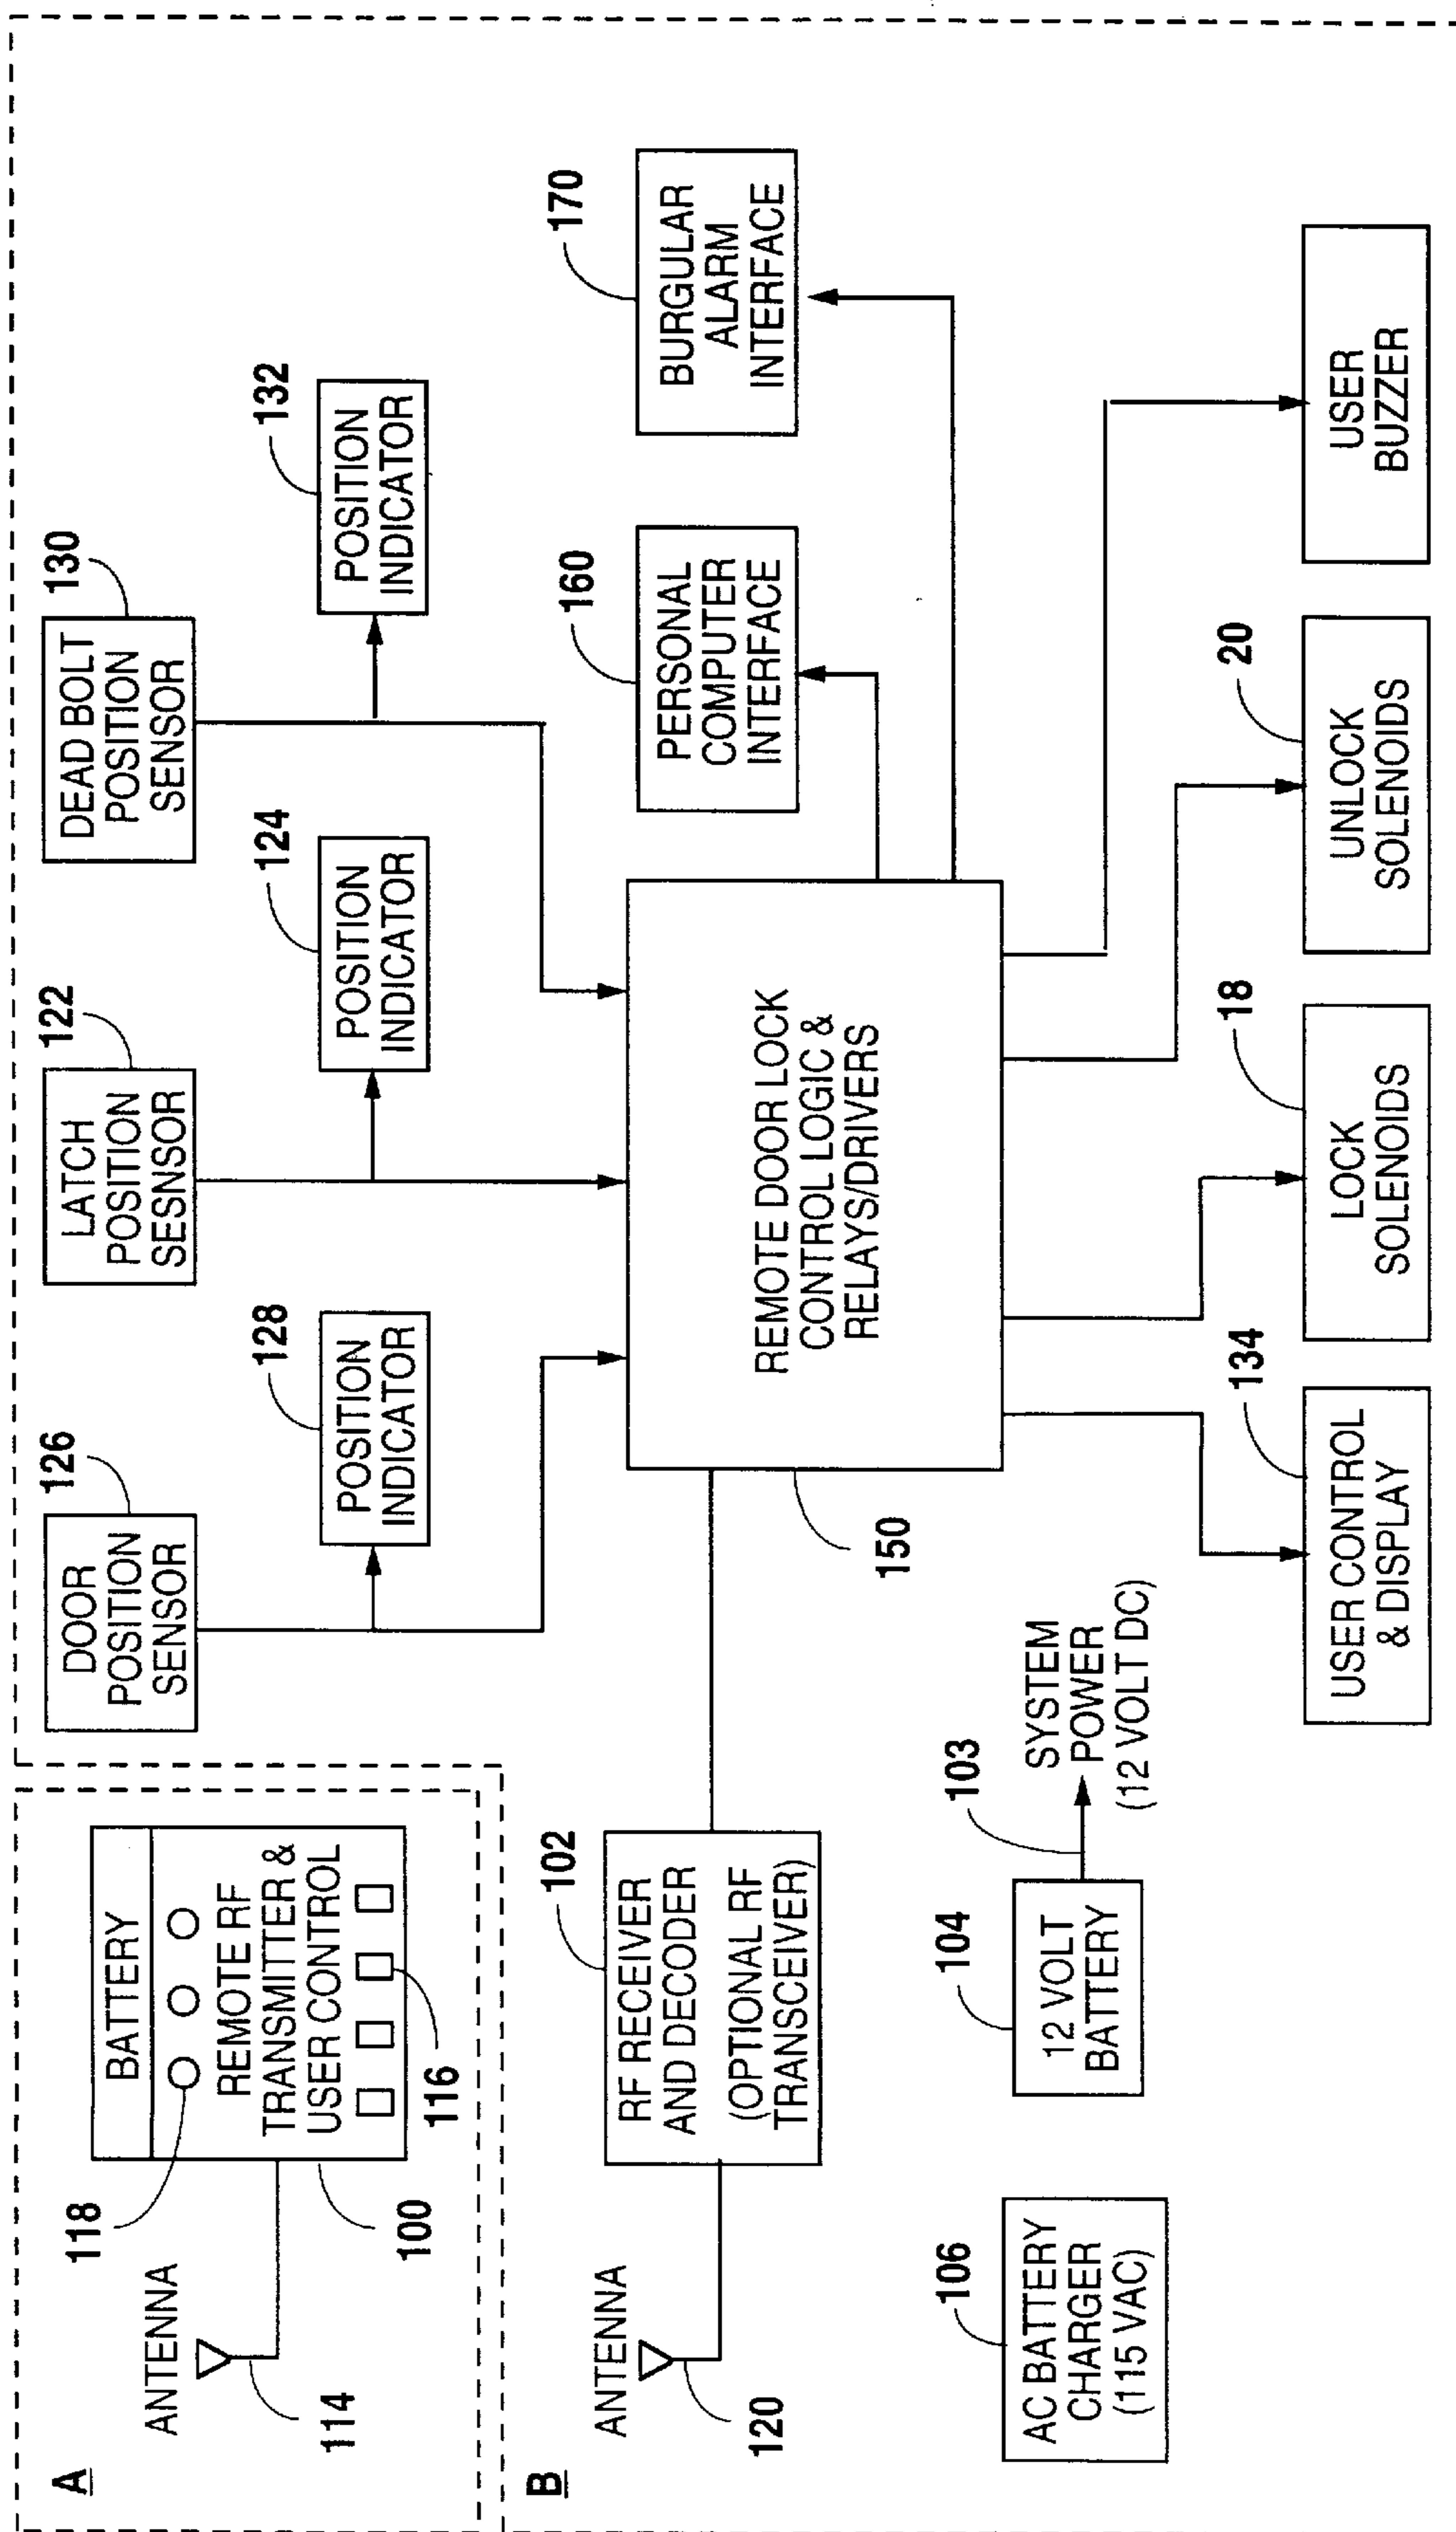 A
BATTERY
118
REMOTE RF
TRANSMITTER &
USER CONTROL
116
100
ANTENNA
114
126
DOOR
POSITION
SENSOR
128
POSITION
INDICATOR
122
LATCH
POSITION
SESNSOR
124
POSITION
INDICATOR
130
DEAD BOLT
POSITION
SENSOR
132
POSITION
INDICATOR
B
ANTENNA
120
102
RF RECEIVER
AND DECODER
(OPTIONAL RF
TRANSCEIVER)
REMOTE DOOR LOCK
CONTROL LOGIC &
RELAYS/DRIVERS
150
160
PERSONAL
COMPUTER
INTERFACE
170
BURGULAR
ALARM
INTERFACE
106
AC BATTERY
CHARGER
(115 VAC)
104
12 VOLT
BATTERY
103
SYSTEM
POWER
(12 VOLT DC)
134
USER CONTROL
& DISPLAY
18
LOCK
SOLENOIDS
20
UNLOCK
SOLENOIDS
USER
BUZZER